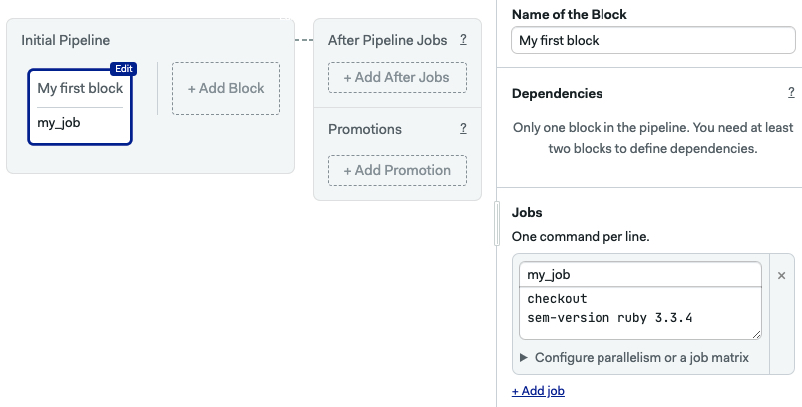 Initial Pipeline
Edit
My first block
my_job
+ Add Block
After Pipeline Jobs ?
+ Add After Jobs
Promotions ?
+ Add Promotion
Name of the Block
My first block
Dependencies ?
Only one block in the pipeline. You need at least
two blocks to define dependencies.
Jobs
One command per line.
my_job
×
checkout
sem-version ruby 3.3.4
▶ Configure parallelism or a job matrix
+ Add job